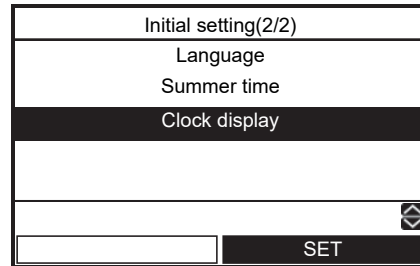 Initial setting(2/2)
Language
Summer time
Clock display
SET